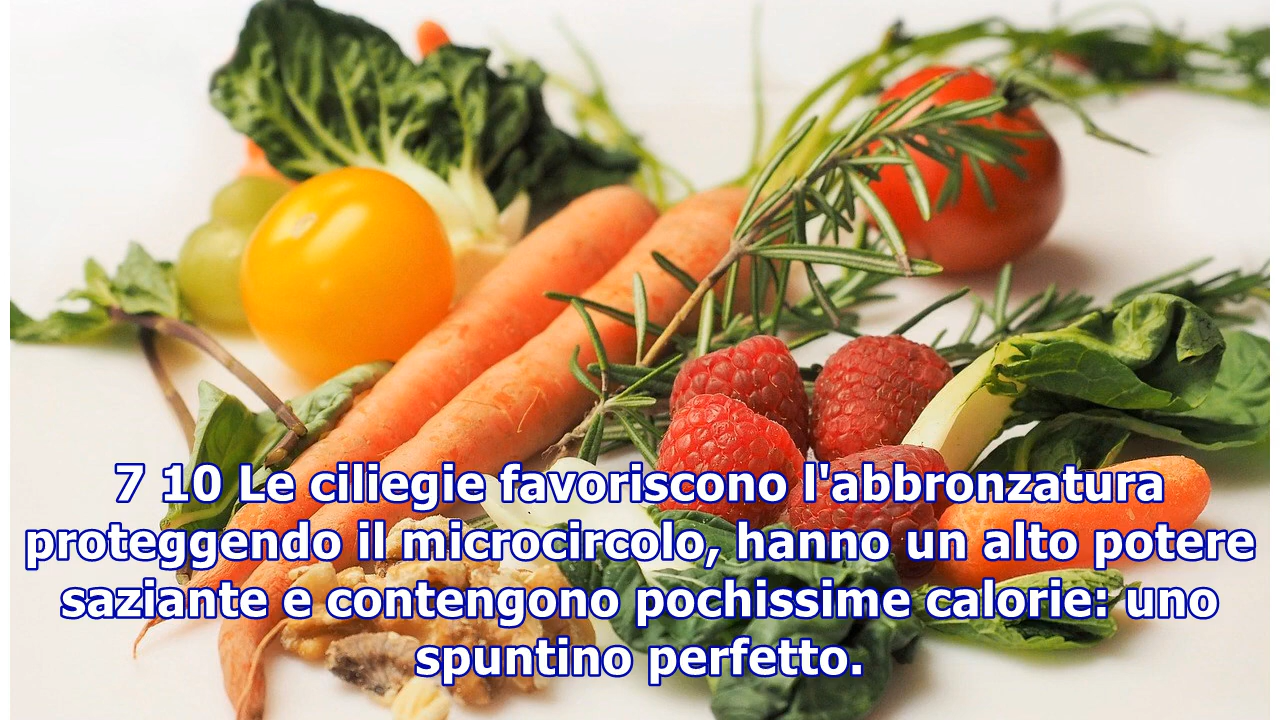 7 10 Le ciliegie favoriscono l'abbronzatura
proteggendo il microcircolo, hanno un alto potere
saziante e contengono pochissime calorie: uno
spuntino perfetto.